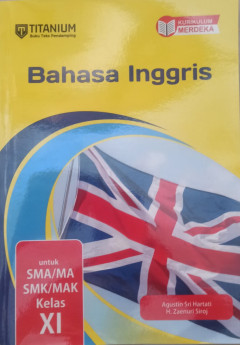 TITANIUM
Buku Teks Pendamping
KURIKULUM
MERDEKA
Bahasa Inggris
untuk
SMA/MA
SMK/MAK
Kelas
XI
Agustin Sri Hartati
H. Zaenuri Siroj